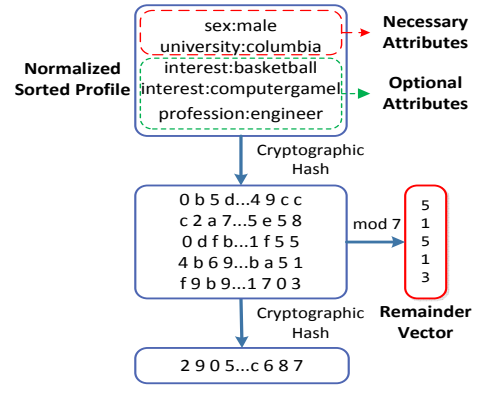 sex:male
university:columbia
Necessary
Attributes
Normalized
Sorted Profile
interest:basketball
interest:computergamel
profession:engineer
Optional
Attributes
Cryptographic
Hash
0 b 5 d...4 9 c c
c 2 a 7...5 e 5 8
0 d f b...1 f 5 5
4 b 6 9...b a 5 1
f 9 b 9...1 7 0 3
mod 7
5
1
5
1
3
Remainder
Vector
Cryptographic
Hash
2 9 0 5...c 6 8 7